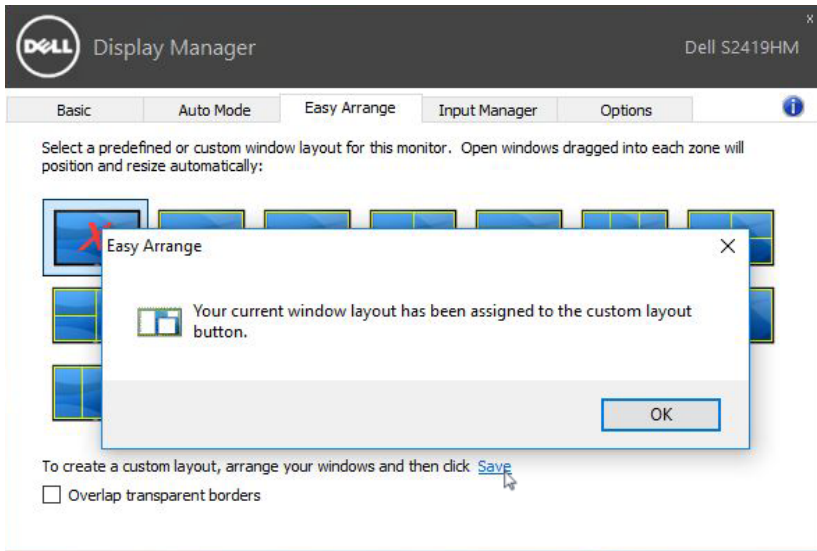 x
DELL
Display Manager
Dell S2419HM
Basic
Auto Mode
Easy Arrange
Input Manager
Options
i
Select a predefined or custom window layout for this monitor. Open windows dragged into each zone will
position and resize automatically:
X
Easy Arrange
Your current window layout has been assigned to the custom layout
button.
OK
To create a custom layout, arrange your windows and then click Save
Overlap transparent borders